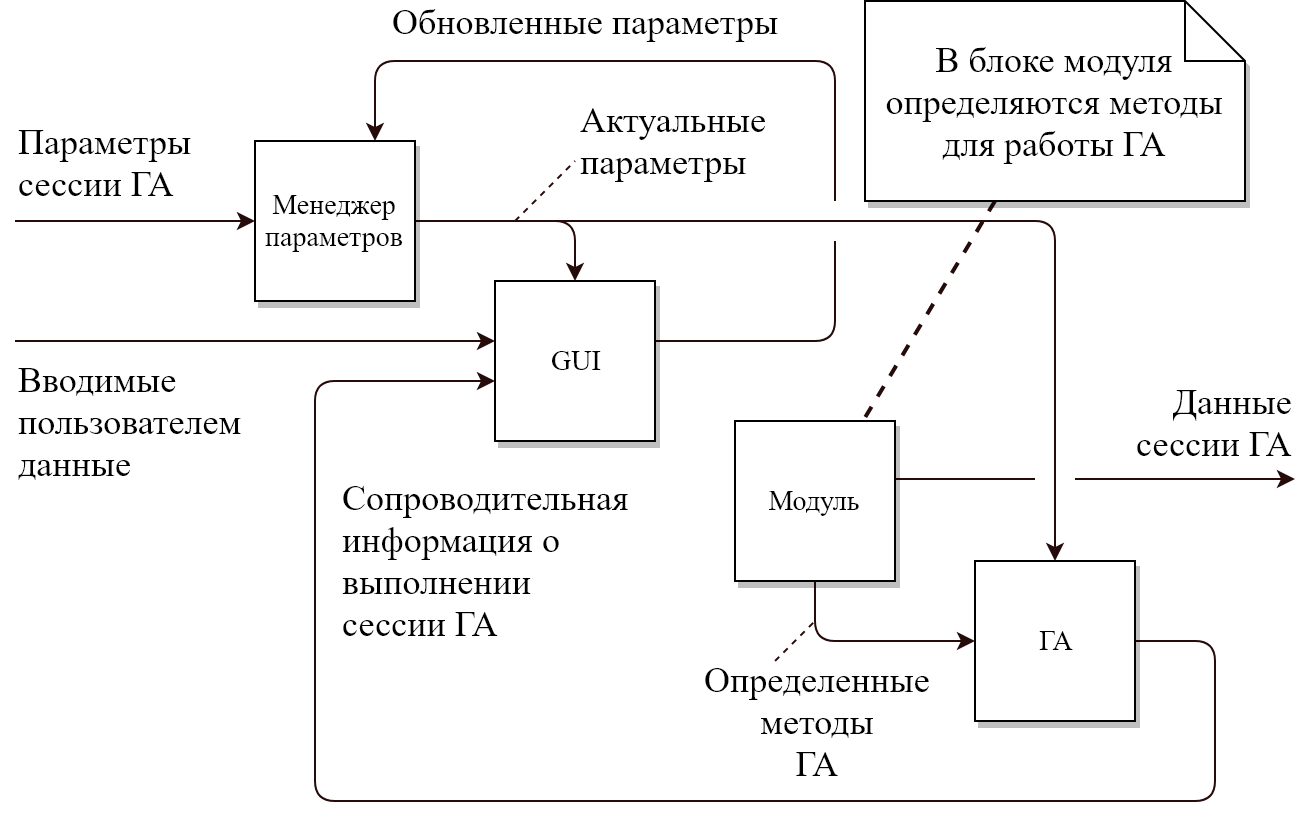 Обновленные параметры
В блоке модуля
определяются методы
для работы ГА
Актуальные
параметры
Параметры
сессии ГА
Менеджер
параметров
GUI
Вводимые
пользователем
данные
Данные
сессии ГА
Сопроводительная
информация о
выполнении
сессии ГА
Модуль
ГА
Определенные
методы
ГА